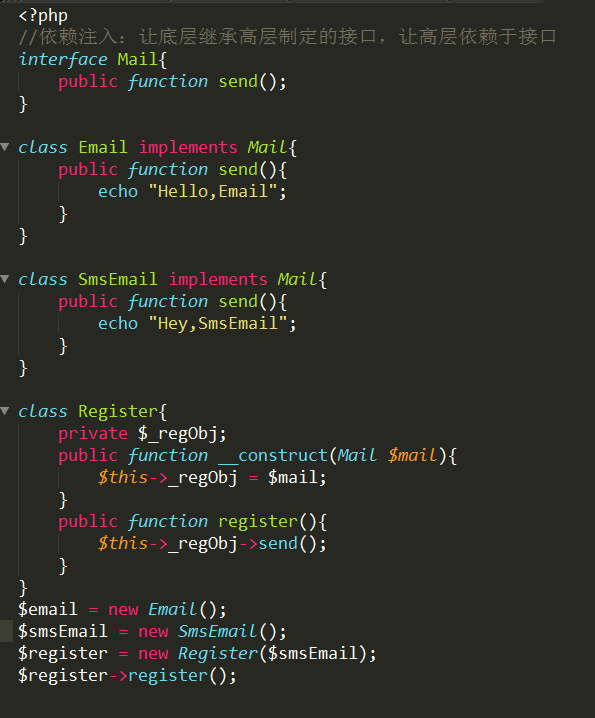 <?php
//依赖注入：让底层继承高层制定的接口，让高层依赖于接口
interface Mail{
    public function send();
}

class Email implements Mail{
    public function send(){
        echo "Hello,Email";
    }
}

class SmsEmail implements Mail{
    public function send(){
        echo "Hey,SmsEmail";
    }
}

class Register{
    private $_regObj;
    public function __construct(Mail $mail){
        $this->_regObj = $mail;
    }
    public function register(){
        $this->_regObj->send();
    }
}
$email = new Email();
$smsEmail = new SmsEmail();
$register = new Register($smsEmail);
$register->register();